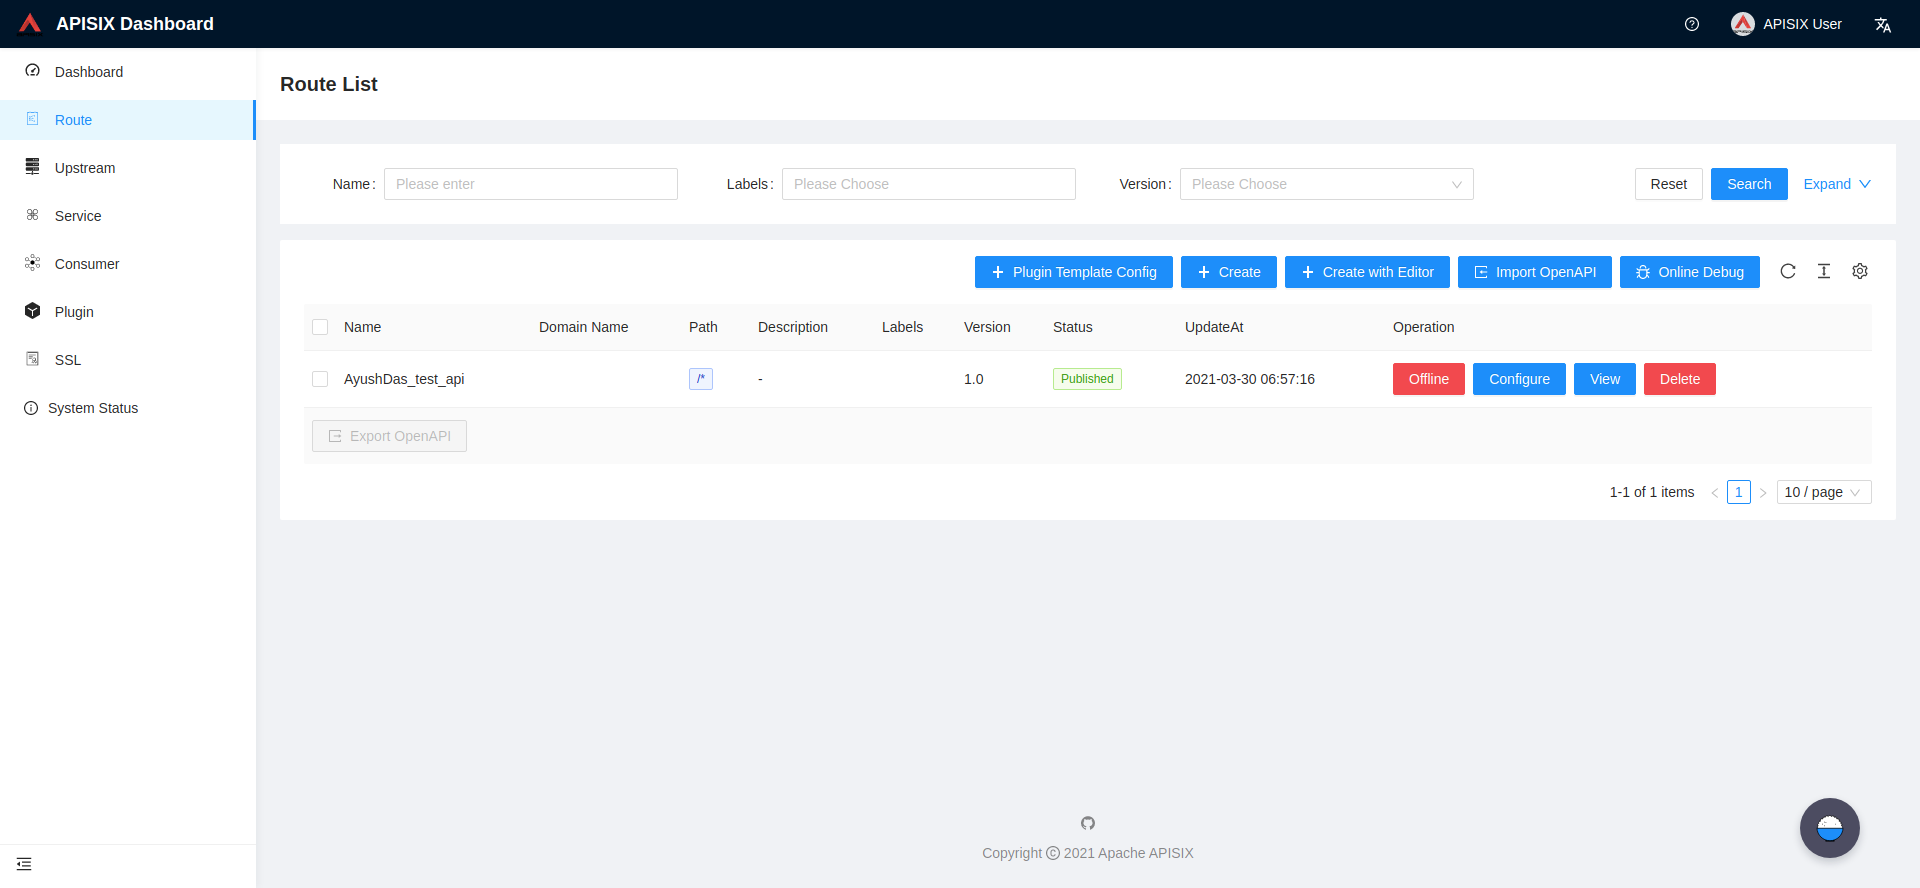 APISIX Dashboard
APISIX User
Dashboard
Route
Upstream
Service
Consumer
Plugin
SSL
System Status
Route List
Name :
Please enter
Labels :
Please Choose
Version :
Please Choose
Reset
Search
Expand
Plugin Template Config
Create
Create with Editor
Import OpenAPI
Online Debug
Name Domain Name Path Description Labels Version Status UpdateAt Operation
AyushDas_test_api /* - 1.0 Published 2021-03-30 06:57:16 Offline Configure View Delete
Export OpenAPI
1-1 of 1 items < 1 > 10 / page
Copyright © 2021 Apache APISIX